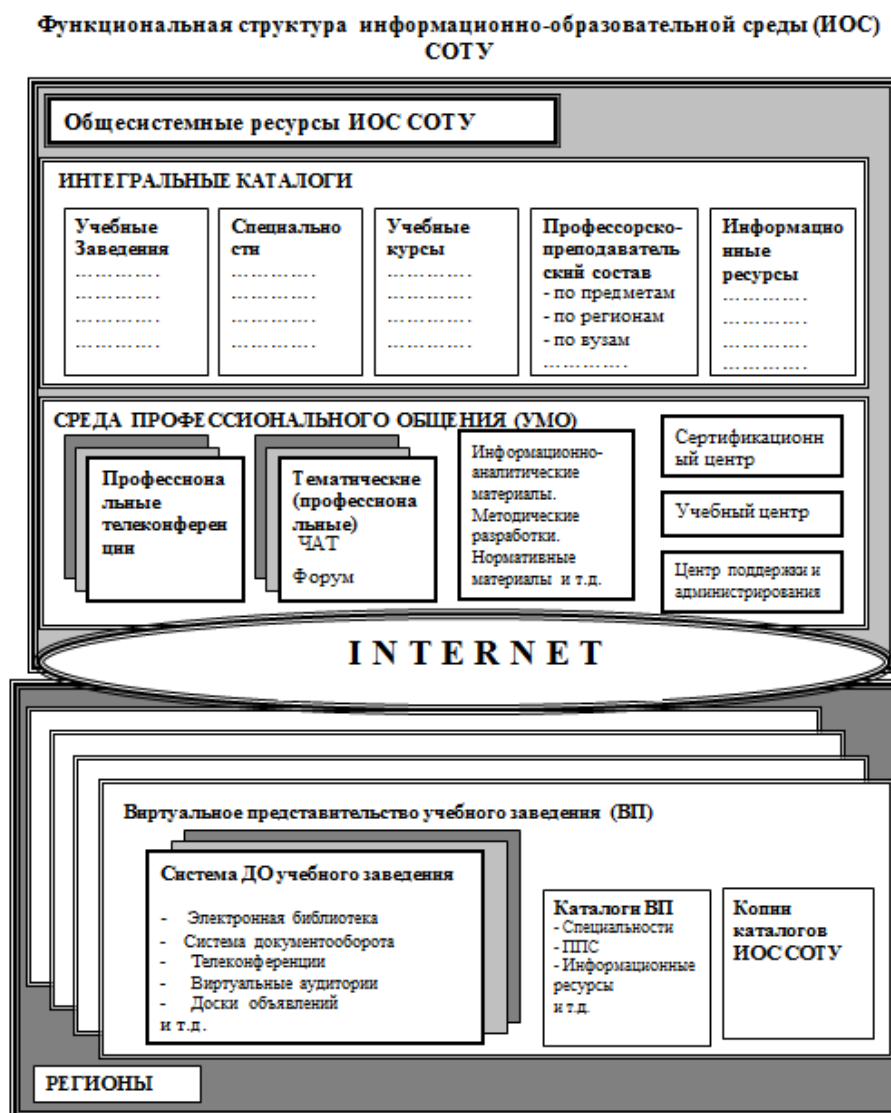 Функциональная структура информационно-образовательной среды (ИОС)
СОТУ
Общесистемные ресурсы ИОС СОТУ
ИНТЕГРАЛЬНЫЕ КАТАЛОГИ
Учебные
Заведения
………….
………….
………….
………….
Специально
сти
………….
………….
………….
………….
Учебные
курсы
………….
………….
………….
………….
Профессорско-
преподаватель
ский состав
- по предметам
- по регионам
- по вузам
………….
Информацио
нные
ресурсы
………….
………….
………….
………….
СРЕДА ПРОФЕССИОНАЛЬНОГО ОБЩЕНИЯ (УМО)
Профессиона
льные
телеконферен
ции
Тематические
(профессиона
льные)
ЧАТ
Форум
Информационно-
аналитические
материалы.
Методические
разработки.
Нормативные
материалы и т.д.
Сертификационн
ый центр
Учебный центр
Центр поддержки и
администрирования
I N T E R N E T
Виртуальное представительство учебного заведения (ВП)
Система ДО учебного заведения
- Электронная библиотека
- Система документооборота
- Телеконференции
- Виртуальные аудитории
- Доски объявлений
и т.д.
Каталоги ВП
- Специальности
- ППС
- Информационные
ресурсы
и т.д.
Копии
каталогов
ИОС СОТУ
РЕГИОНЫ